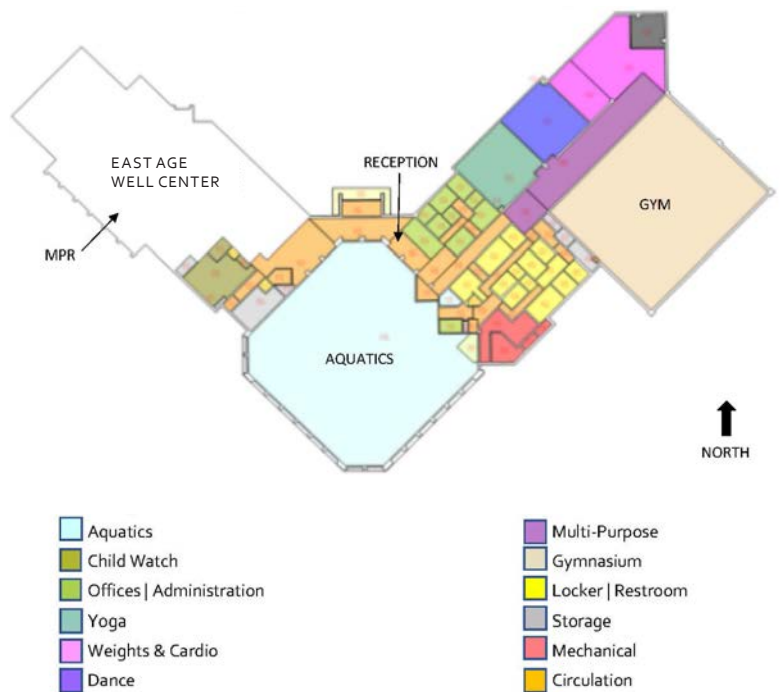 EAST AGE
WELL CENTER
RECEPTION
GYM
MPR
AQUATICS
NORTH
Aquatics
Child Watch
Offices | Administration
Yoga
Weights & Cardio
Dance
Multi-Purpose
Gymnasium
Locker | Restroom
Storage
Mechanical
Circulation